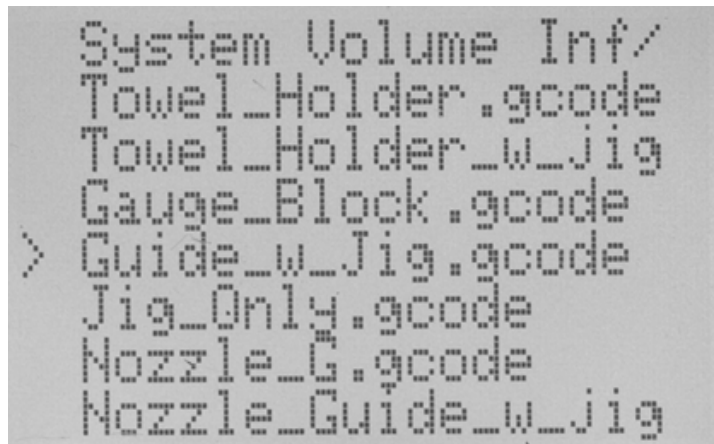 System Volume Inf/
Towel_Holder.gcode
Towel_Holder_w_jig
Gauge_Block.gcode
> Guide_w_Jig.gcode
Jig_Only.gcode
Nozzle_G.gcode
Nozzle_Guide_w_jig